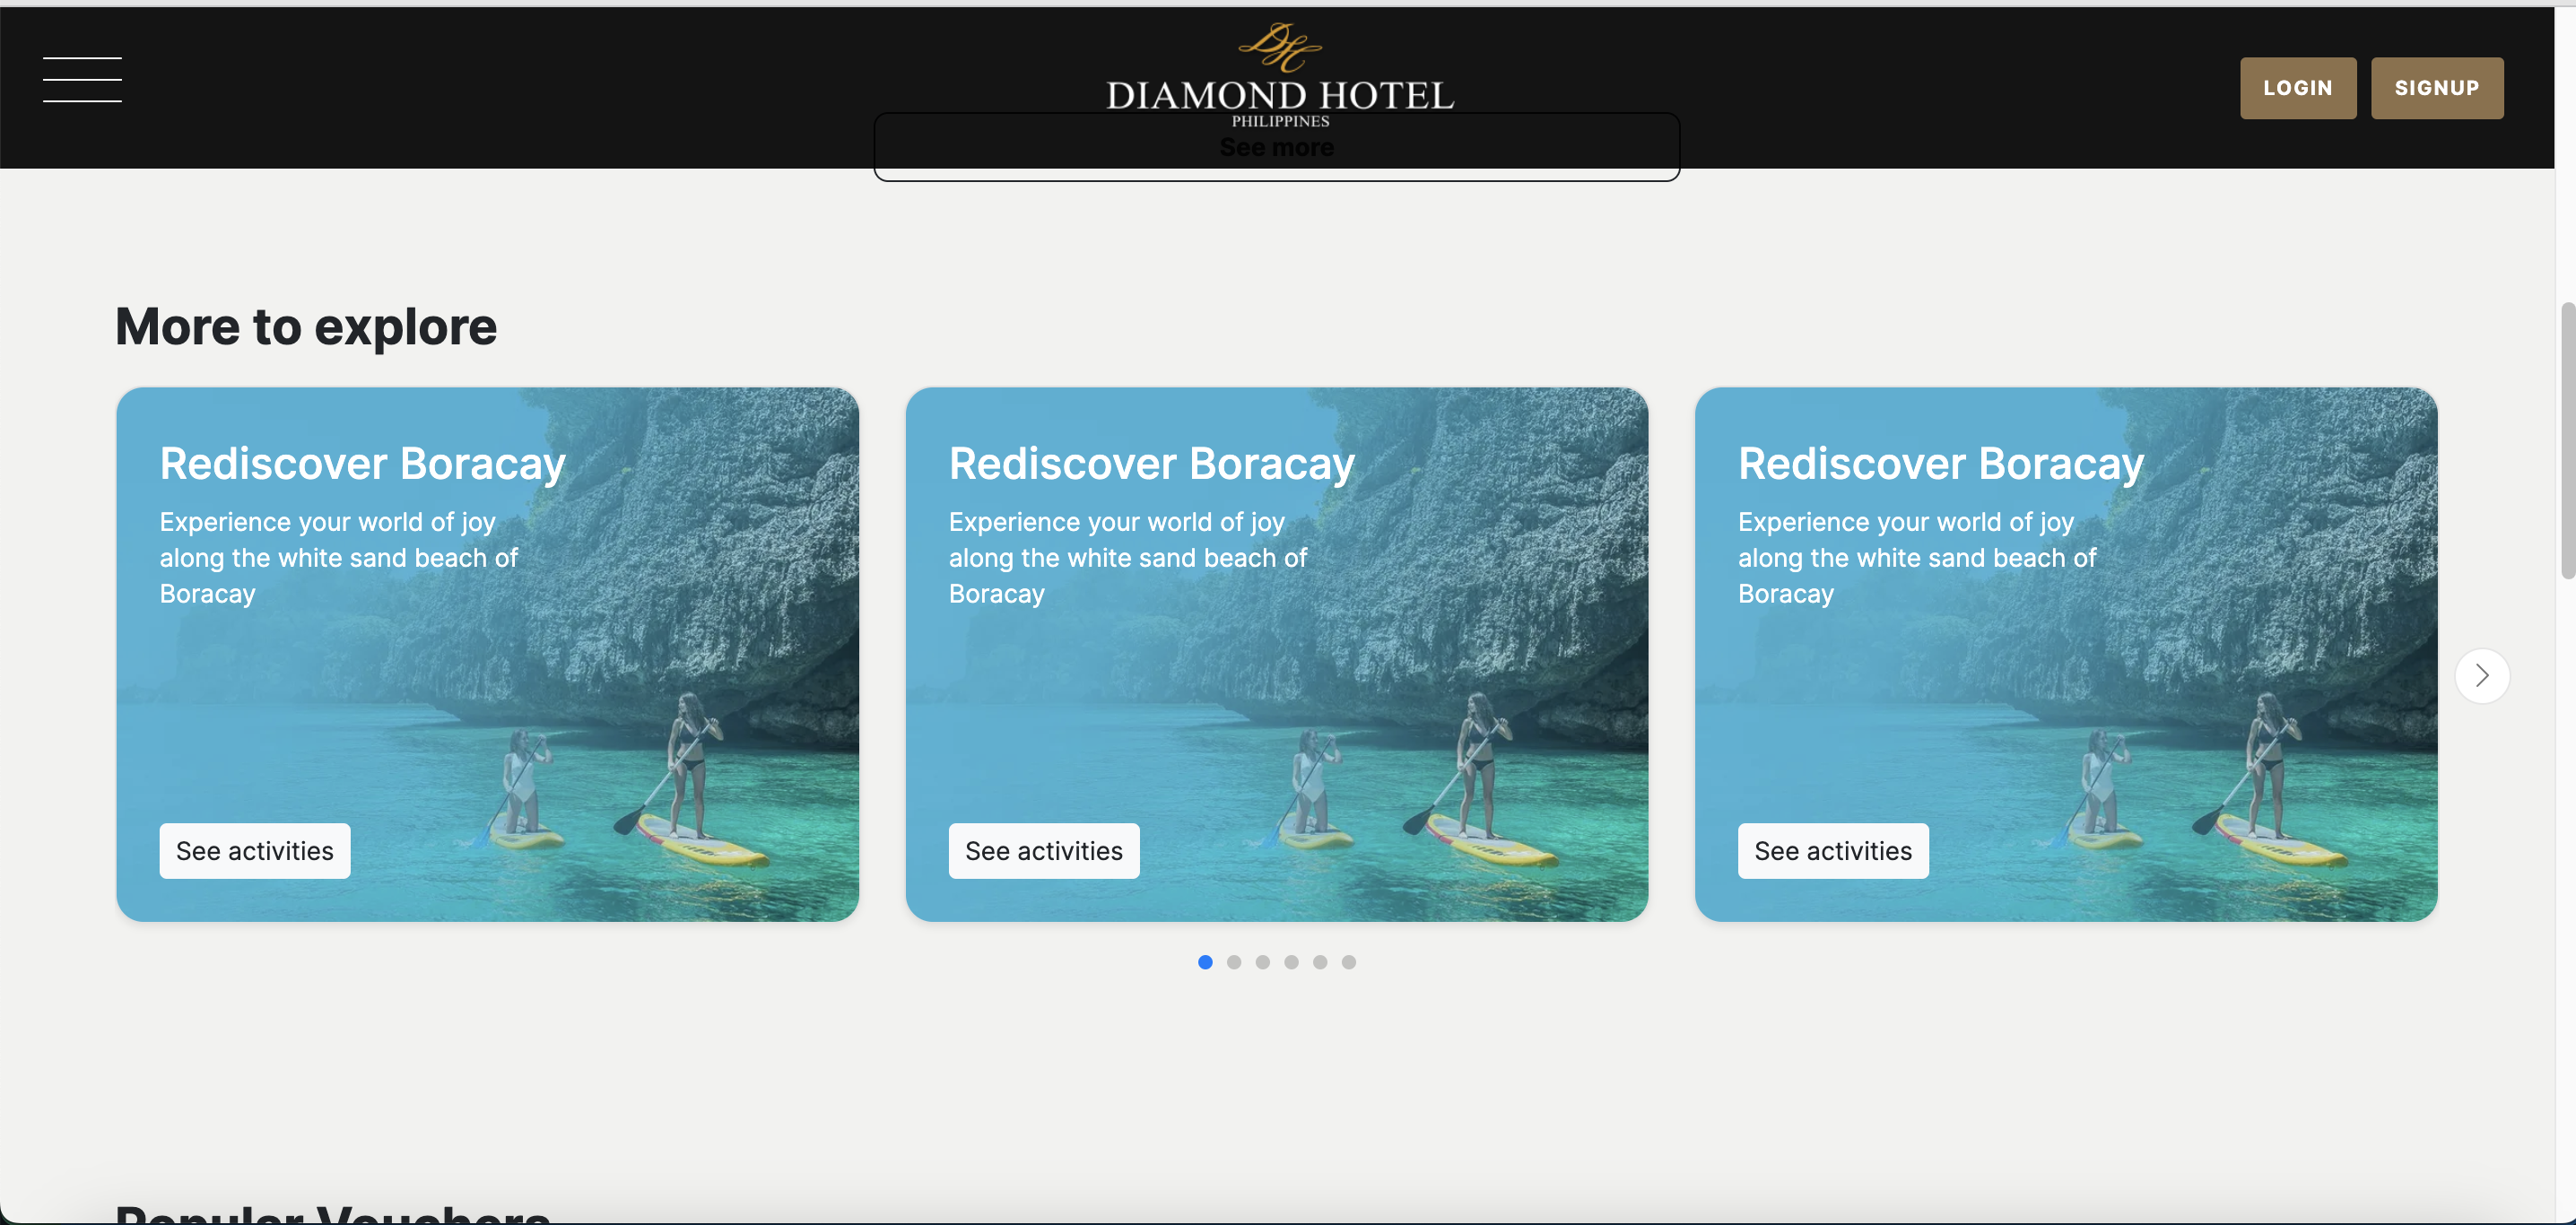 DH
DIAMOND HOTEL
PHILIPPINES
LOGIN
SIGNUP
See more
More to explore
Rediscover Boracay
Experience your world of joy
along the white sand beach of
Boracay
See activities
Rediscover Boracay
Experience your world of joy
along the white sand beach of
Boracay
See activities
Rediscover Boracay
Experience your world of joy
along the white sand beach of
Boracay
See activities
Popular Vouchers